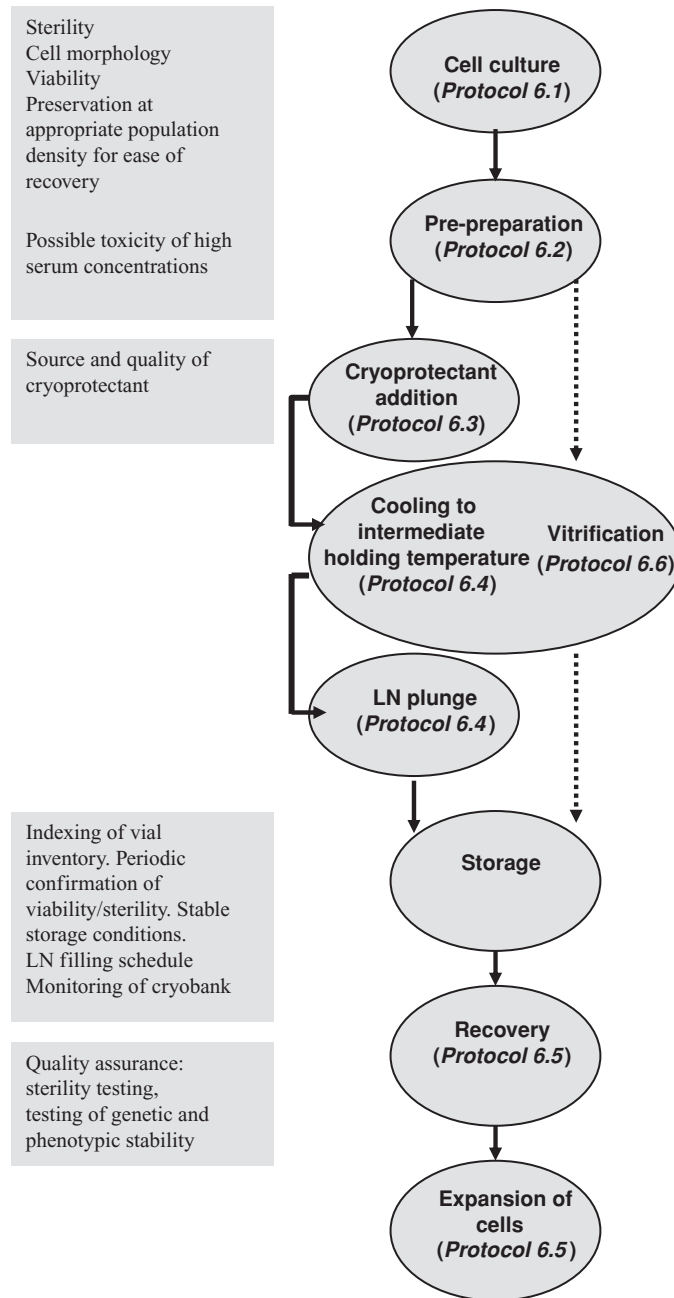 Sterility
Cell morphology
Viability
Preservation at
appropriate population
density for ease of
recovery
Possible toxicity of high
serum concentrations
Cell culture
(Protocol 6.1)
Pre-preparation
(Protocol 6.2)
Source and quality of
cryoprotectant
Cryoprotectant
addition
(Protocol 6.3)
Cooling to
intermediate
holding temperature
(Protocol 6.4)
Vitrification
(Protocol 6.6)
LN plunge
(Protocol 6.4)
Indexing of vial
inventory. Periodic
confirmation of
viability/sterility. Stable
storage conditions.
LN filling schedule
Monitoring of cryobank
Storage
Recovery
(Protocol 6.5)
Quality assurance:
sterility testing,
testing of genetic and
phenotypic stability
Expansion of
cells
(Protocol 6.5)